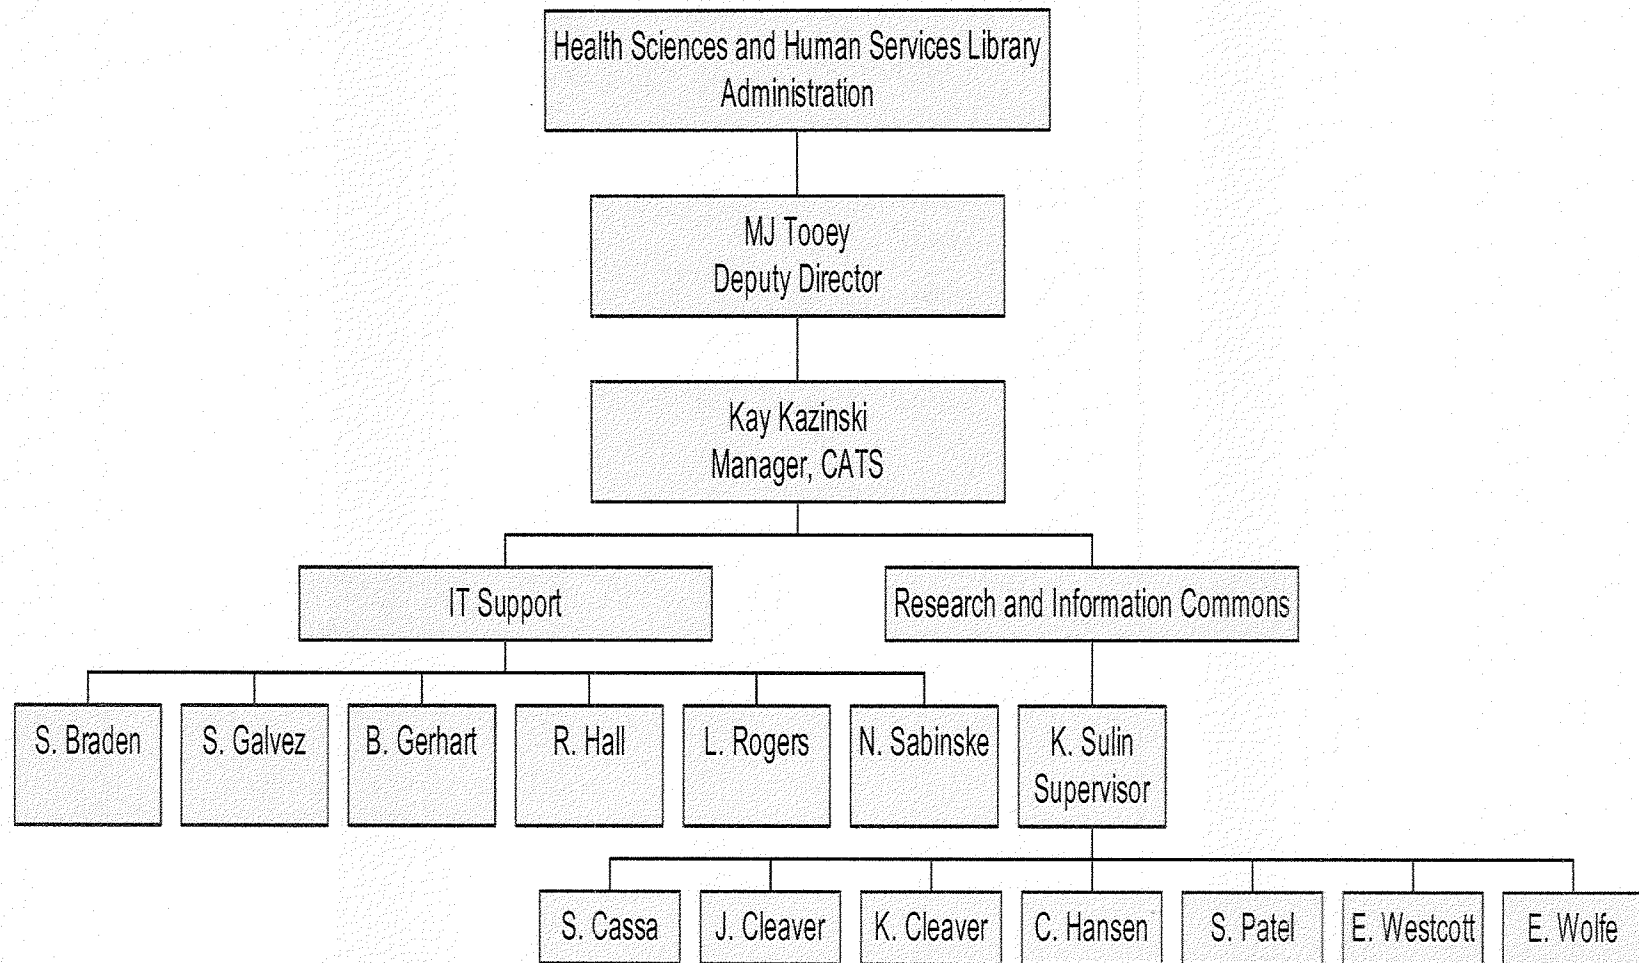 Health Sciences and Human Services Library
Administration
MJ Tooey
Deputy Director
Kay Kazinski
Manager, CATS
IT Support
Research and Information Commons
S. Braden
S. Galvez
B. Gerhart
R. Hall
L. Rogers
N. Sabinske
K. Sulin
Supervisor
S. Cassa
J. Cleaver
K. Cleaver
C. Hansen
S. Patel
E. Westcott
E. Wolfe